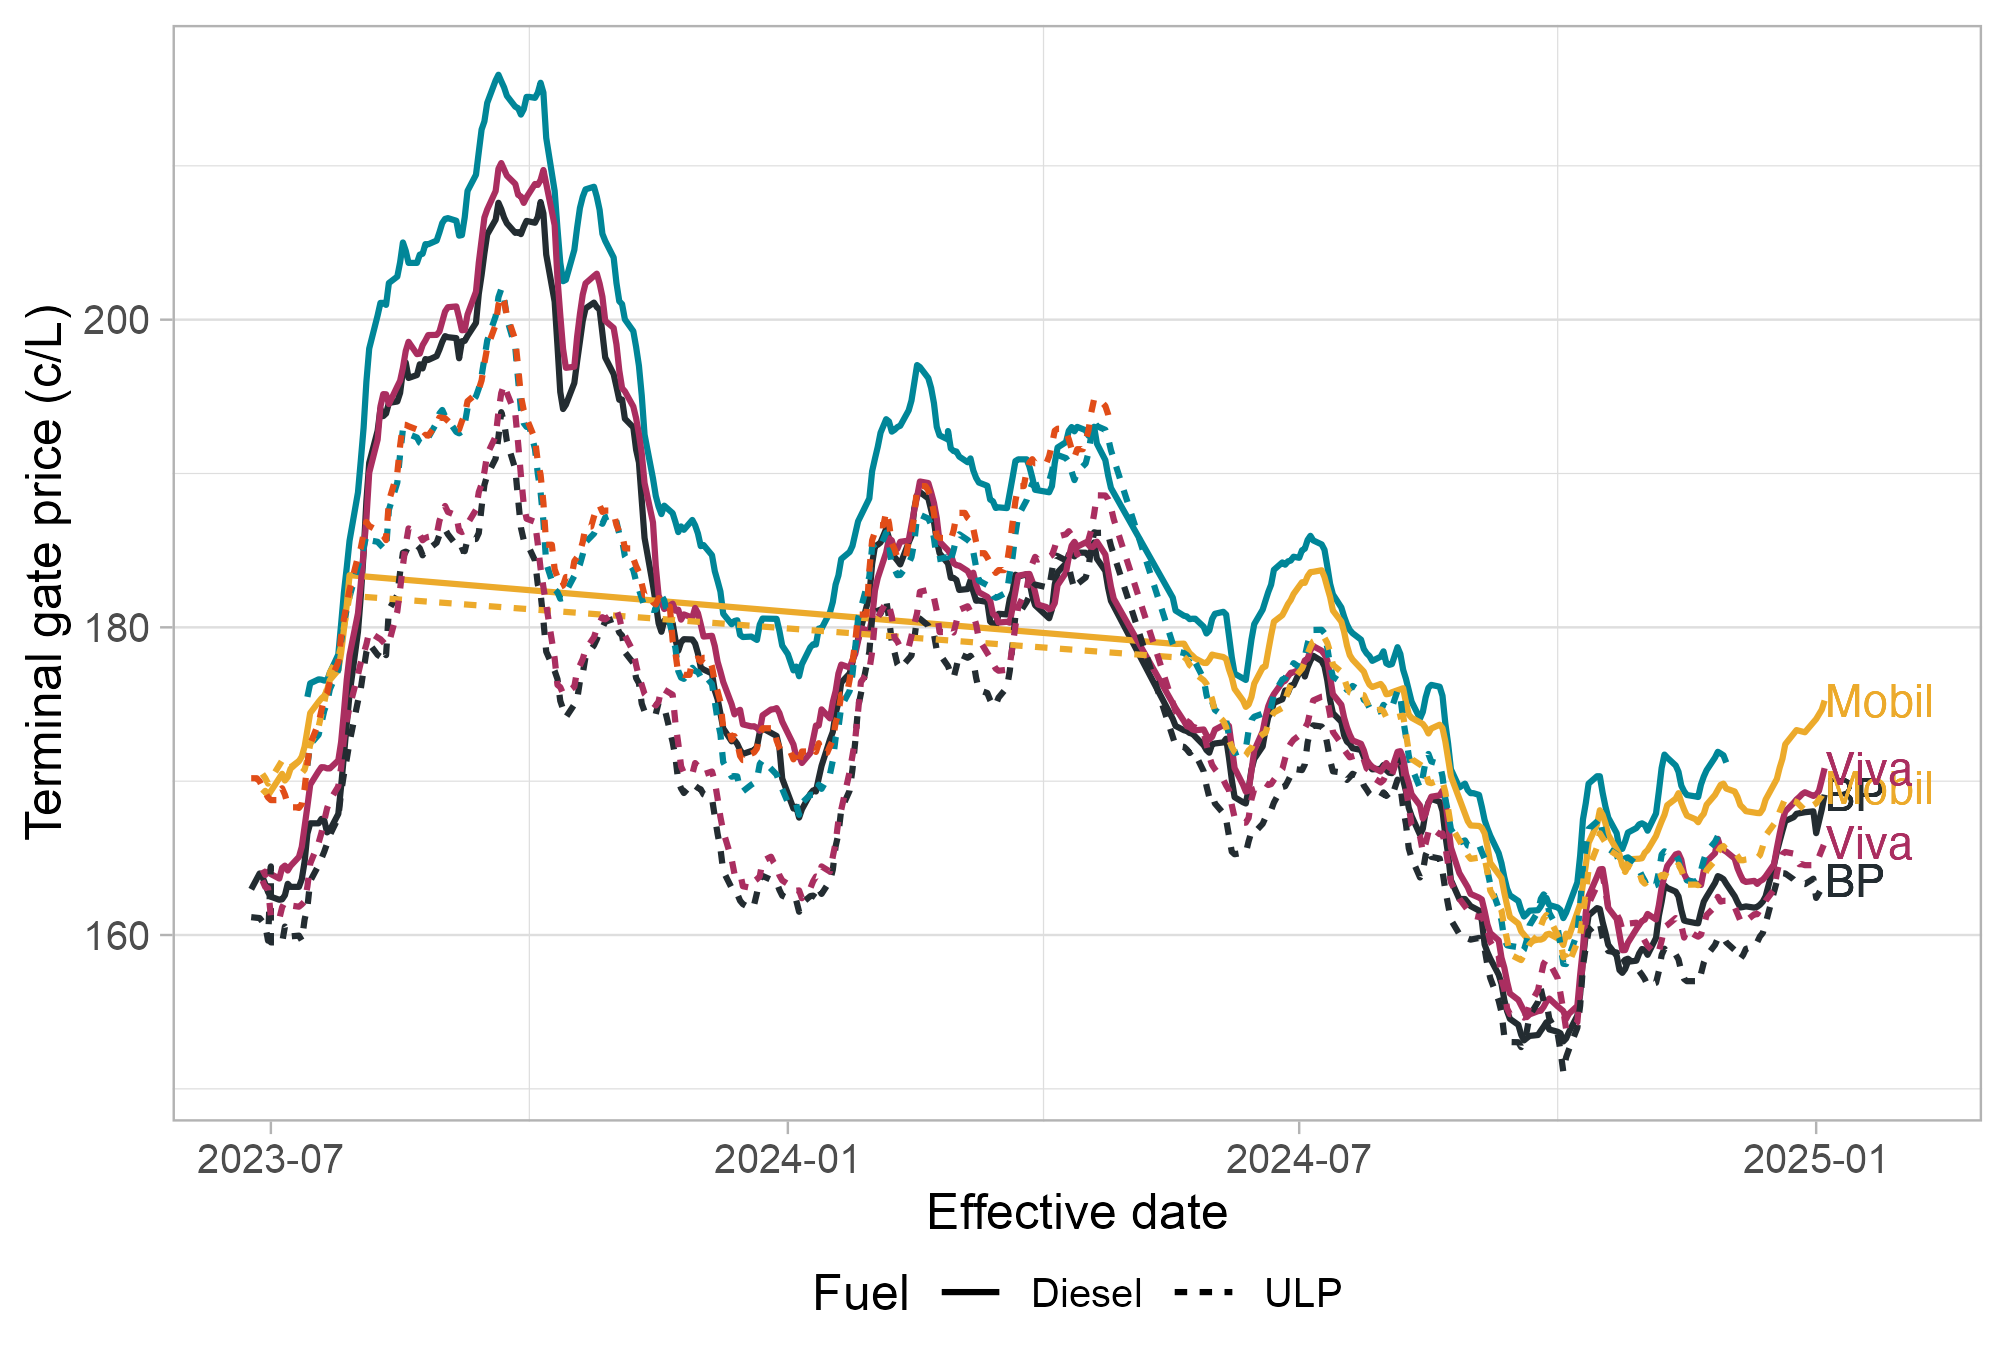 Terminal gate price (c/L)
200
180
160
Mobil
Viva
Mobil
BP
Viva
BP
2023-07
2024-01
2024-07
2025-01
Effective date
Fuel Diesel ULP